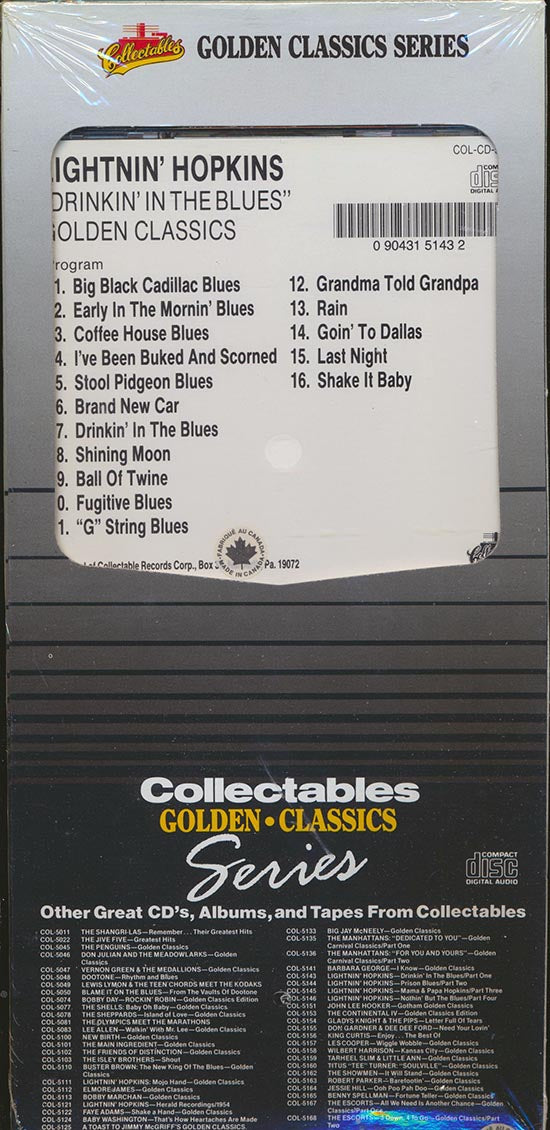 Collectables GOLDEN CLASSICS SERIES
COL-CD-
IGHTNIN' HOPKINS
COM
dis
DIGITAL A
DRINKIN' IN THE BLUES"
OLDEN CLASSICS
0 90431 5143 2
rogram
1. Big Black Cadillac Blues
2. Early In The Mornin' Blues
3. Coffee House Blues
4. I've Been Buked And Scorned
5. Stool Pidgeon Blues
6. Brand New Car
7. Drinkin' In The Blues
8. Shining Moon
9. Ball Of Twine
0. Fugitive Blues
1. "G" String Blues
12. Grandma Told Grandpa
13. Rain
14. Goin' To Dallas
15. Last Night
16. Shake It Baby
FABRIQUÉ AU CANADA
MADE IN CANADA
of Collectable Records Corp., Box Pa. 19072
Collectables
GOLDEN • CLASSICS
Series
COMPACT
disc
DIGITAL AUDIO
Other Great CD's, Albums, and Tapes From Collectables
COL-5011 THE SHANGRI-LAS—Remember . . . Their Greatest Hits
COL-5022 THE JIVE FIVE—Greatest Hits
COL-5045 THE PENGUINS—Golden Classics
COL-5046 DON JULIAN AND THE MEADOWLARKS—Golden
Classics
COL-5047 VERNON GREEN & THE MEDALLIONS—Golden Classics
COL-5048 DOOTONE—Rhythm and Blues
COL-5049 LEWIS LYMON & THE TEEN CHORDS MEET THE KODAKS
COL-5050 BLAME IT ON THE BLUES—From The Vaults Of Dootone
COL-5074 BOBBY DAY—ROCKIN' ROBIN—Golden Classics Edition
COL-5077 THE SHELLS: Baby Oh Baby—Golden Classics
COL-5078 THE SHEPPARDS—Island of Love—Golden Classics
COL-5081 THE OLYMPICS MEET THE MARATHONS
COL-5083 LEE ALLEN—Walkin' With Mr. Lee—Golden Classics
COL-5100 NEW BIRTH—Golden Classics
COL-5101 THE MAIN INGREDIENT—Golden Classics
COL-5102 THE FRIENDS OF DISTINCTION—Golden Classics
COL-5103 THE ISLEY BROTHERS—Shout
COL-5110 BUSTER BROWN: The New King Of The Blues—Golden
Classics
COL-5111 LIGHTNIN' HOPKINS: Mojo Hand—Golden Classics
COL-5112 ELMORE JAMES—Golden Classics
COL-5113 BOBBY MARCHAN—Golden Classics
COL-5121 LIGHTNIN' HOPKINS—Herald Recordings/1954
COL-5122 FAYE ADAMS—Shake a Hand—Golden Classics
COL-5124 BABY WASHINGTON—That's How Heartaches Are Made
COL-5125 A TOAST TO JIMMY McGRIFF'S GOLDEN CLASSICS
COL-5133 BIG JAY McNEELY—Golden Classics
COL-5135 THE MANHATTANS: "DEDICATED TO YOU"—Golden
Carnival Classics/Part One
COL-5136 THE MANHATTANS: "FOR YOU AND YOURS"—Golden
Carnival Classics/Part Two
COL-5141 BARBARA GEORGE—I Know—Golden Classics
COL-5143 LIGHTNIN' HOPKINS—Drinkin' In The Blues/Part One
COL-5144 LIGHTNIN' HOPKINS—Prison Blues/Part Two
COL-5145 LIGHTNIN' HOPKINS—Mama & Papa Hopkins/Part Three
COL-5146 LIGHTNIN' HOPKINS—Nothin' But The Blues/Part Four
COL-5151 JOHN LEE HOOKER—Gotham Golden Classics
COL-5153 THE CONTINENTAL IV—Golden Classics Edition
COL-5154 GLADYS KNIGHT & THE PIPS—Letter Full Of Tears
COL-5155 DON GARDNER & DEE DEE FORD—Need Your Lovin'
COL-5156 KING CURTIS—Enjoy . . . The Best Of
COL-5157 LES COOPER—Wiggle Wobble—Golden Classics
COL-5158 WILBERT HARRISON—Kansas City—Golden Classics
COL-5159 TARHEEL SLIM & LITTLE ANN—Golden Classics
COL-5160 TITUS "TEE" TURNER: "SOULVILLE"—Golden Classics
COL-5162 THE SHOWMEN—It Will Stand—Golden Classics
COL-5163 ROBERT PARKER—Barefootin'—Golden Classics
COL-5164 JESSIE HILL—Ooh Poo Pah Doo—Golden Classics
COL-5165 BENNY SPELLMAN—Fortune Teller—Golden Classics
COL-5167 THE ESCORTS—All We Need Is Another Chance—Golden
Classics/Part One
COL-5168 THE ESCORTS—3 Down, 4 To Go—Golden Classics/Part
Two